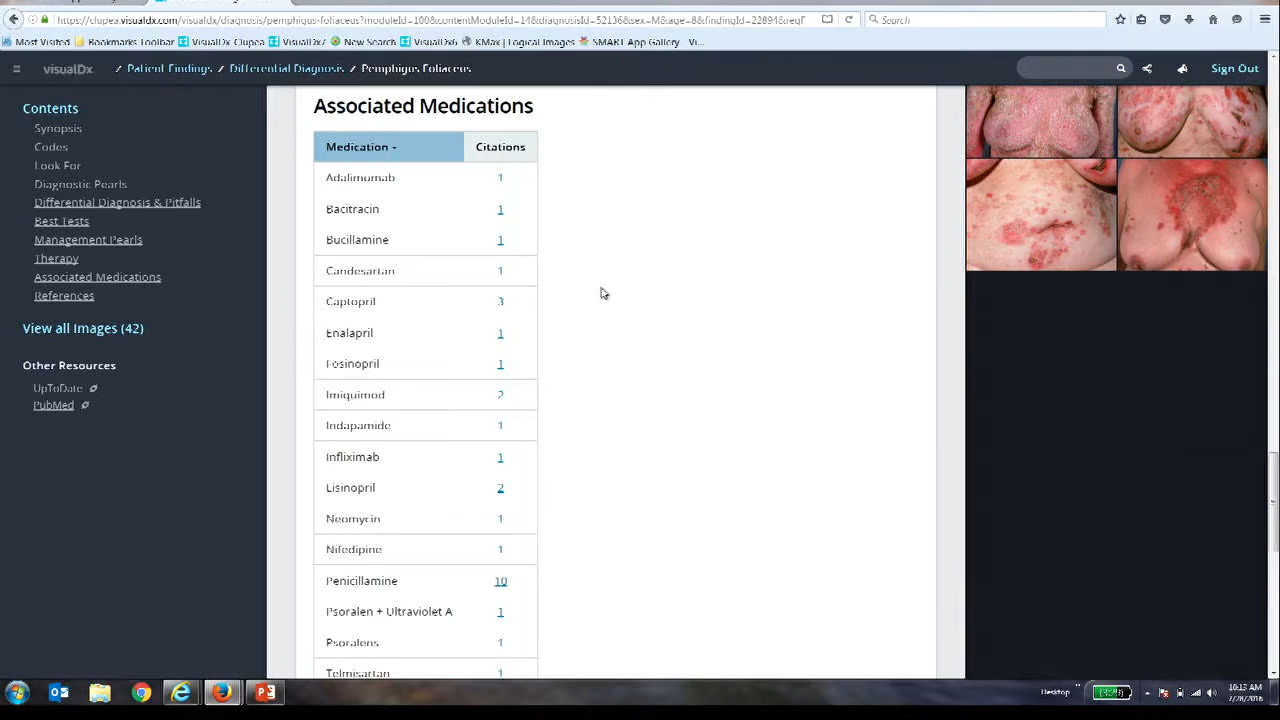 https://clupea.visualdx.com/visualdx/diagnosis/pemphigus-foliaceus?moduleId=100&contentModuleId=14&diagnosisId=52136&sex=M&age=8&findingId=22894&reqF
Search
Most Visited Bookmarks Toolbar VisualDx Clupea VisualDx7 New Search VisualDx6 KMax | Logical Images SMART App Gallery - Vi...
visualDx / Patient Findings / Differential Diagnosis / Pemphigus Foliaceus
Sign Out
Contents
Synopsis
Codes
Look For
Diagnostic Pearls
Differential Diagnosis & Pitfalls
Best Tests
Management Pearls
Therapy
Associated Medications
References
View all Images (42)
Other Resources
UpToDate
PubMed
Associated Medications
Medication Citations
Adalimumab 1
Bacitracin 1
Bucillamine 1
Candesartan 1
Captopril 3
Enalapril 1
Fosinopril 1
Imiquimod 2
Indapamide 1
Infliximab 1
Lisinopril 2
Neomycin 1
Nifedipine 1
Penicillamine 10
Psoralen + Ultraviolet A 1
Psoralens 1
Telmisartan 1
Desktop
10:13 AM
7/28/2016